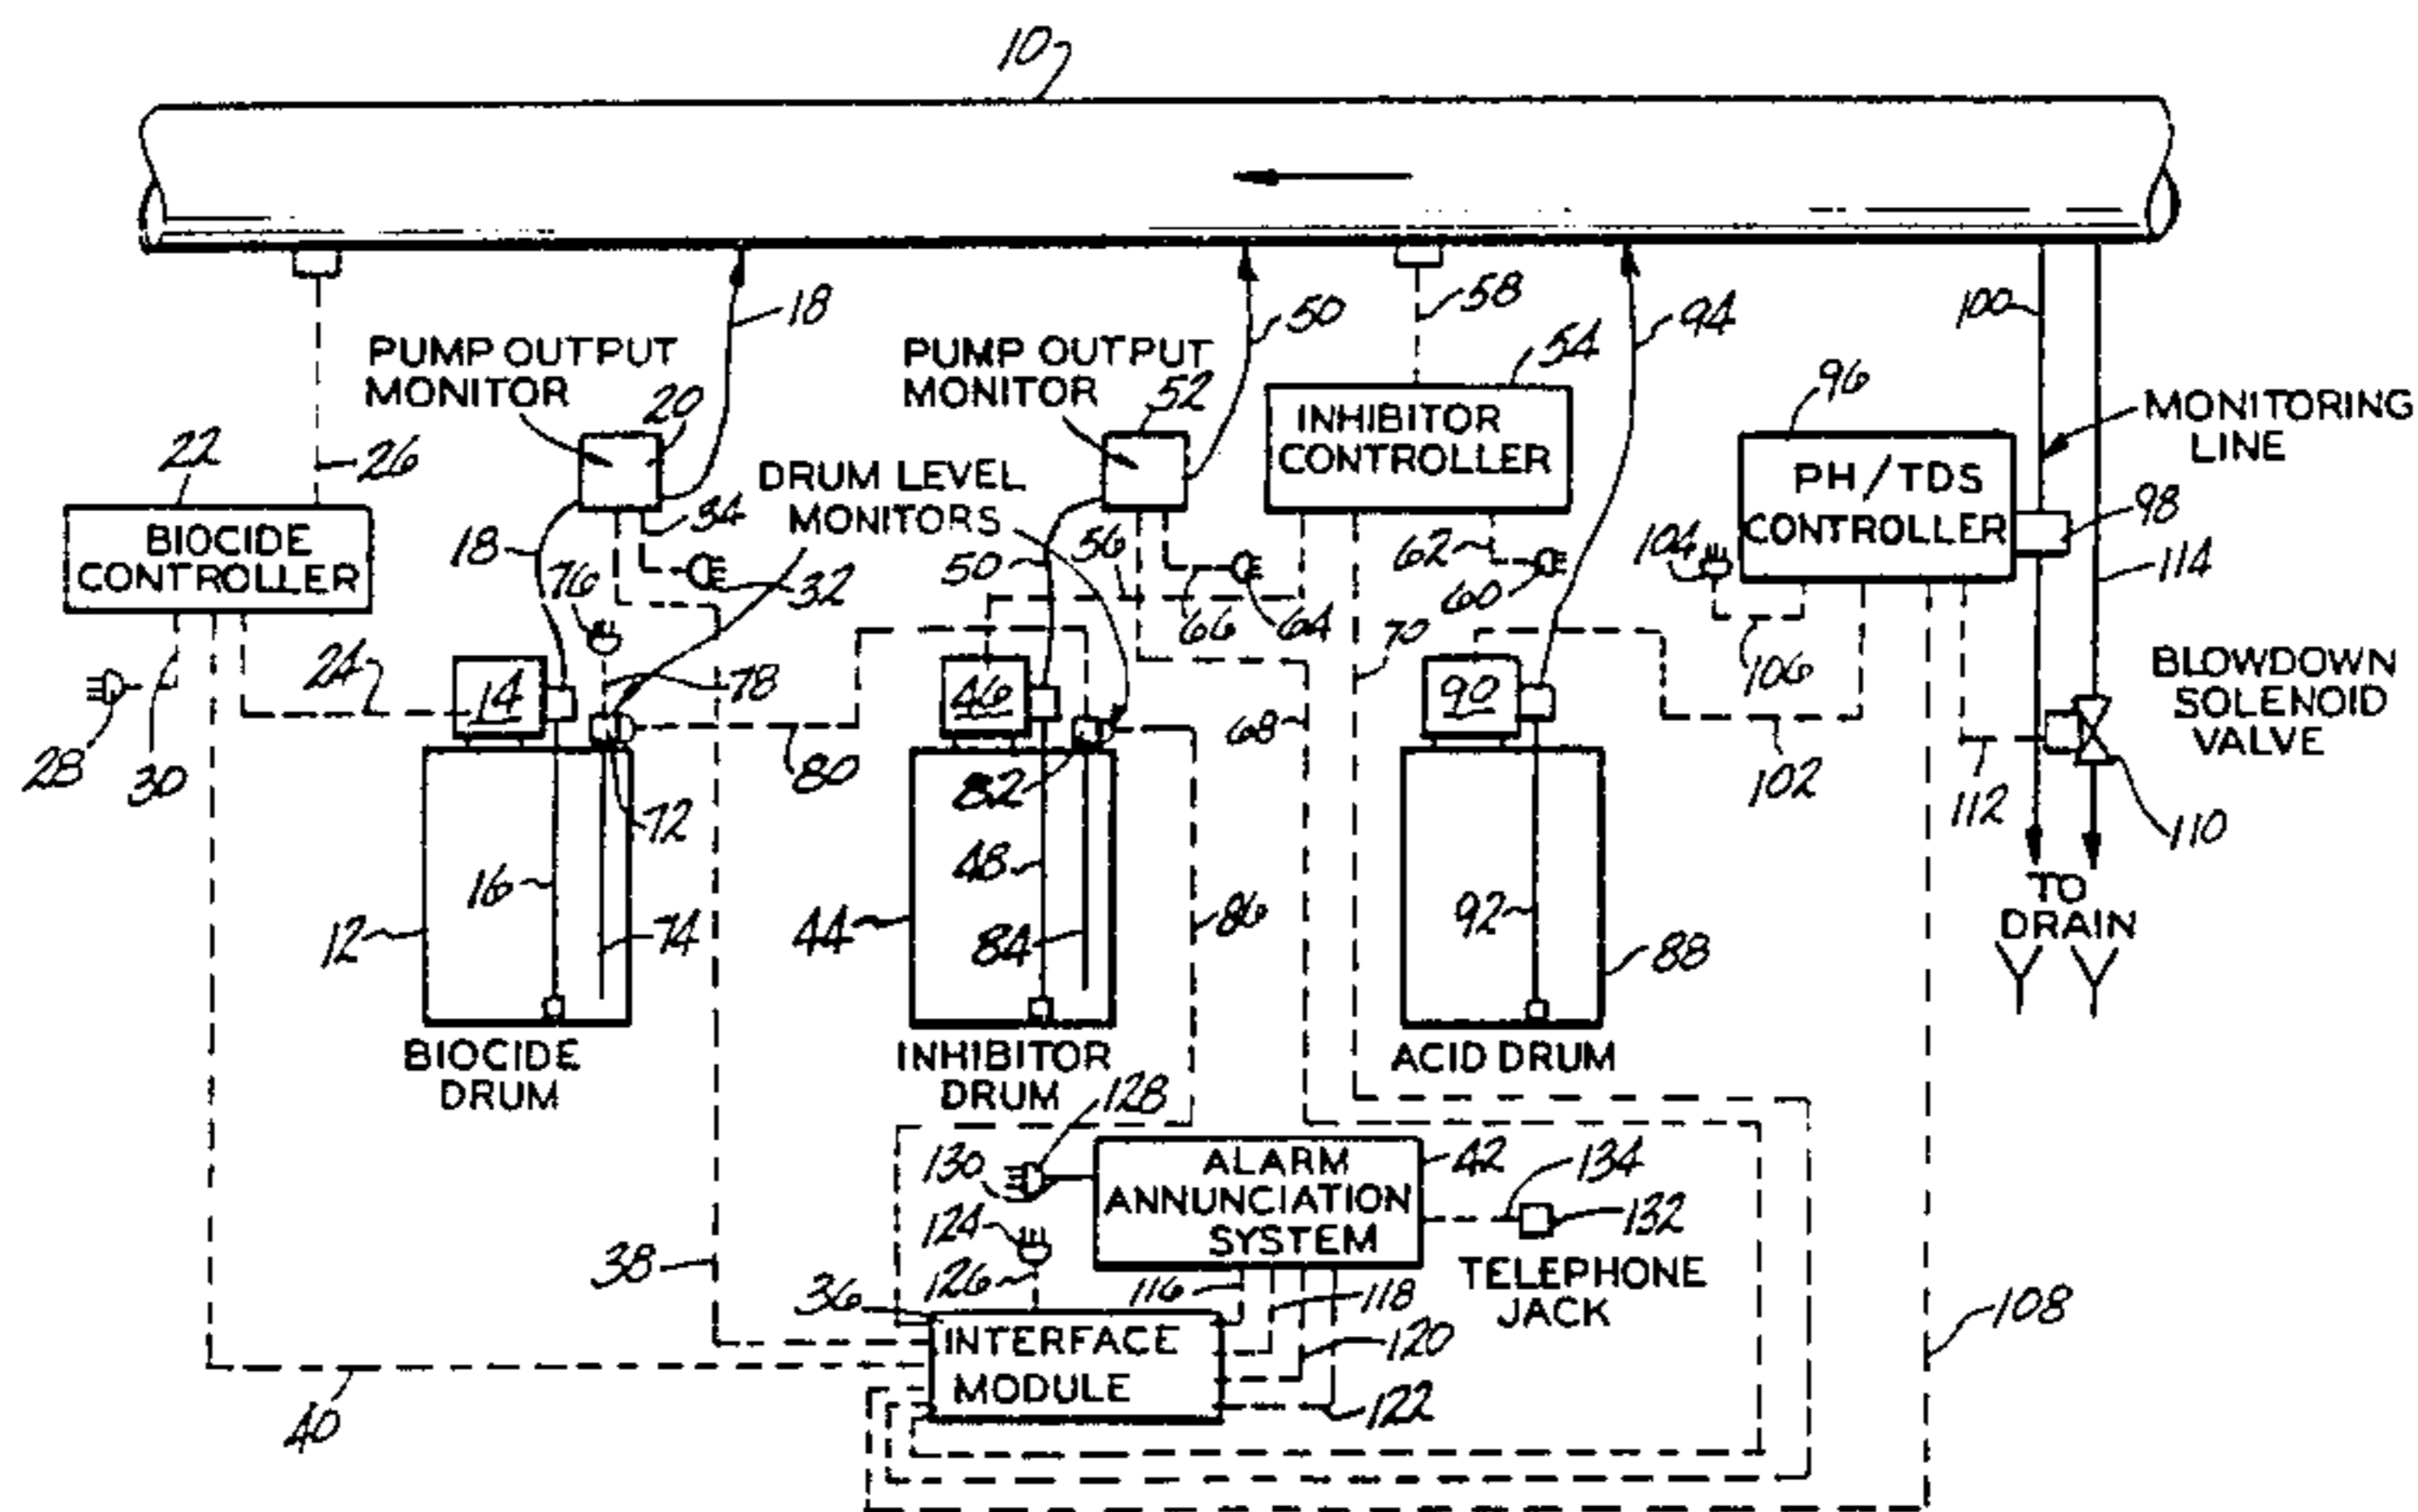 10
18
58
50
94
100
PUMP OUTPUT
MONITOR
20
PUMP OUTPUT
MONITOR
52
54
INHIBITOR
CONTROLLER
96
PH/TDS
CONTROLLER
MONITORING
LINE
98
22
26
BIOCIDE
CONTROLLER
34
DRUM LEVEL
MONITORS
18
76
32
50
56
66
64
62
60
104
106
114
28
30
24
14
78
80
46
68
70
90
102
112
BLOWDOWN
SOLENOID
VALVE
110
72
82
12
16
74
44
48
84
86
92
88
TO
DRAIN
BIOCIDE
DRUM
INHIBITOR
DRUM
ACID DRUM
128
130
ALARM
ANNUNCIATION
SYSTEM
42
134
132
TELEPHONE
JACK
124
126
116
118
38
36
INTERFACE
MODULE
120
122
108
40